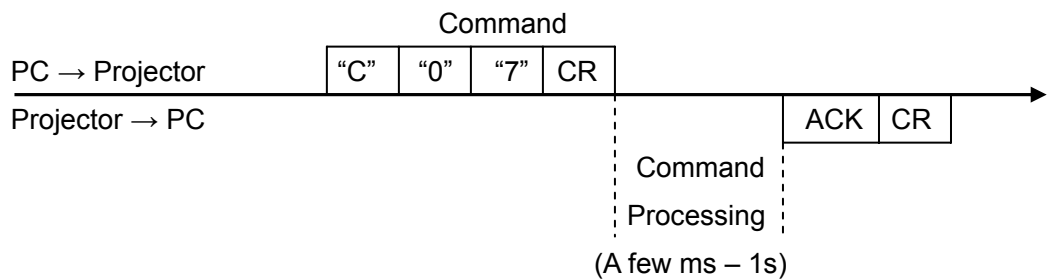 Command
PC → Projector “C” “0” “7” CR
Projector → PC ACK CR
Command
Processing
(A few ms – 1s)